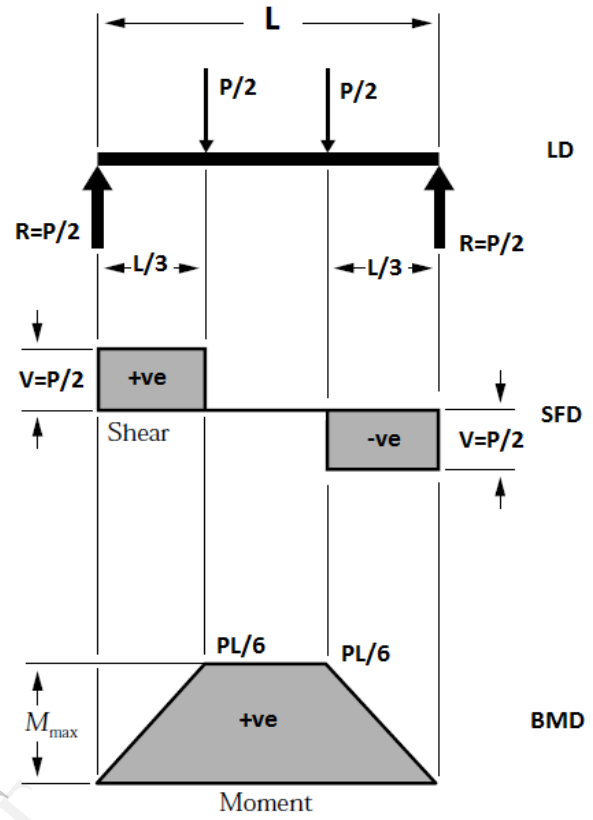 L
P/2
P/2
LD
R=P/2
R=P/2
L/3
L/3
V=P/2
+ve
Shear
-ve
V=P/2
SFD
PL/6
PL/6
Mmax
+ve
BMD
Moment